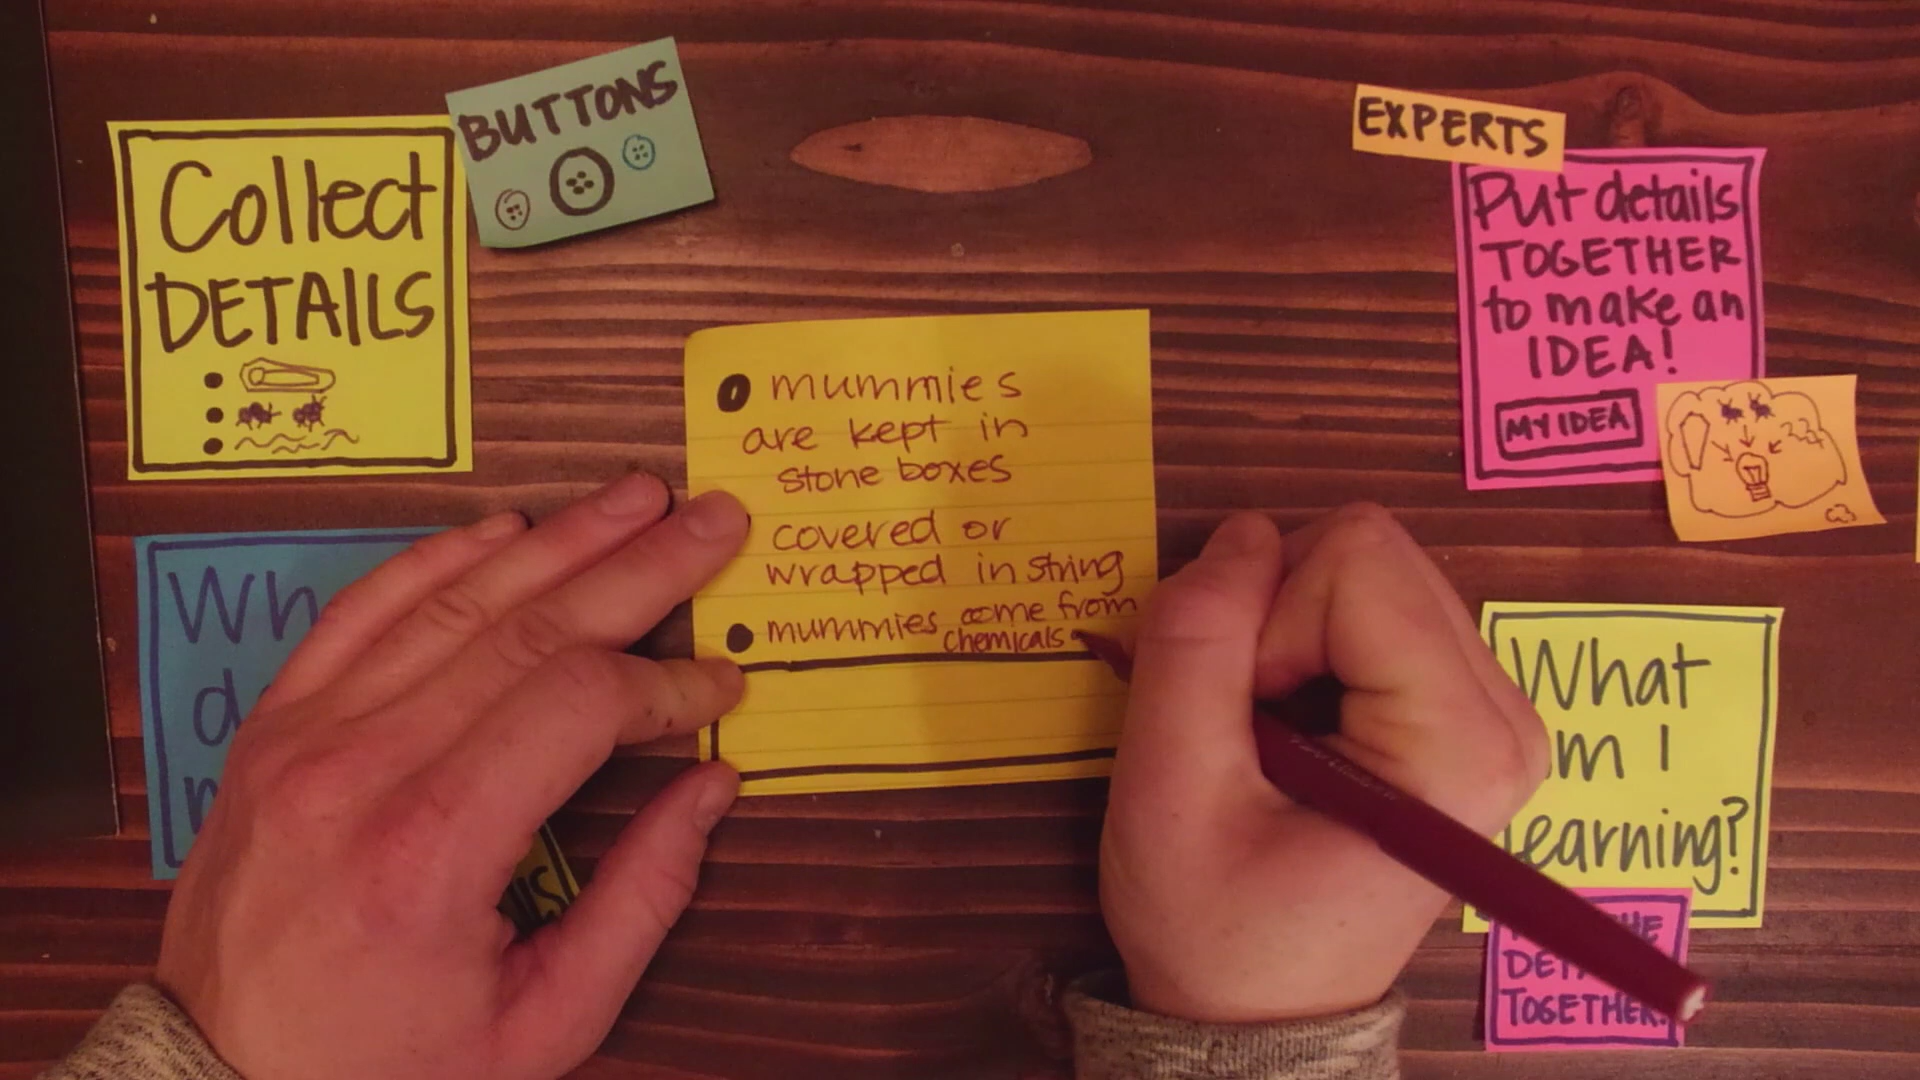 Collect
DETAILS
BUTTONS
EXPERTS
Put details
TOGETHER
to make an
IDEA!
MY IDEA
mummies
are kept in
stone boxes
covered or
wrapped in string
mummies come from
chemicals
What
I
learning?
TOGETHER.